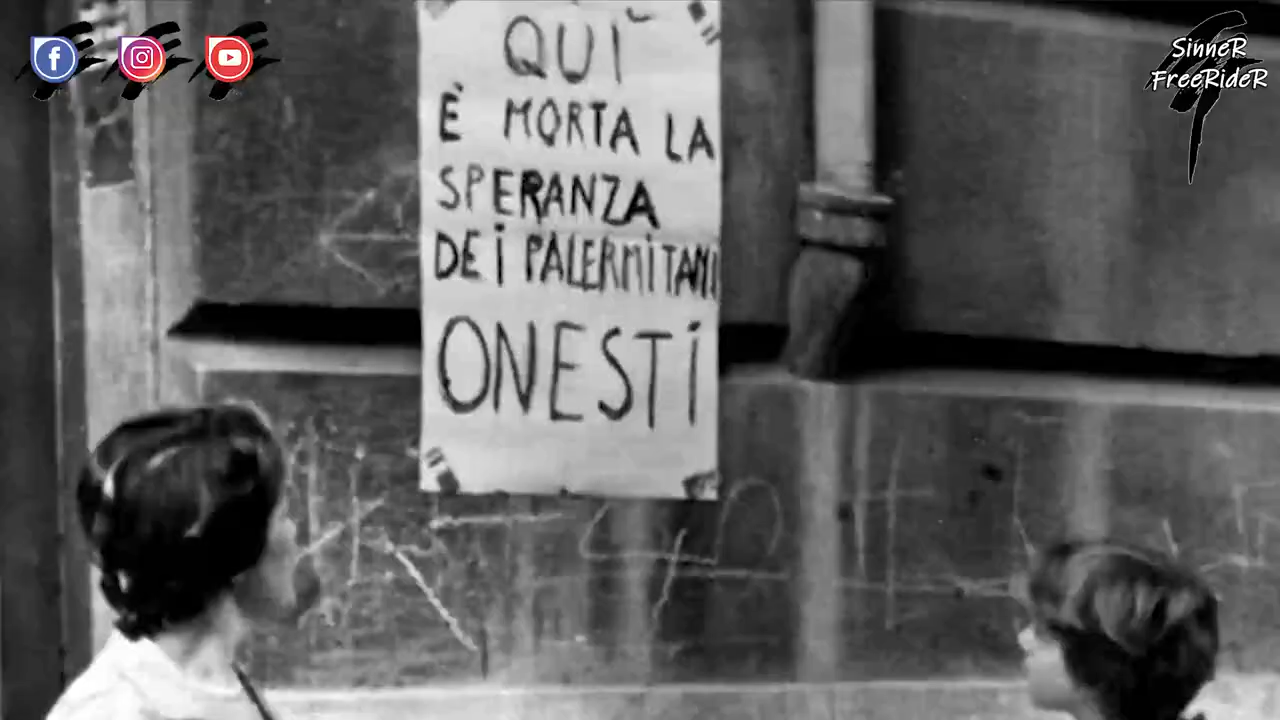 SinneR
FreeRideR
QUI
È MORTA LA
SPERANZA
DEi PALERMiTANi
ONESTi